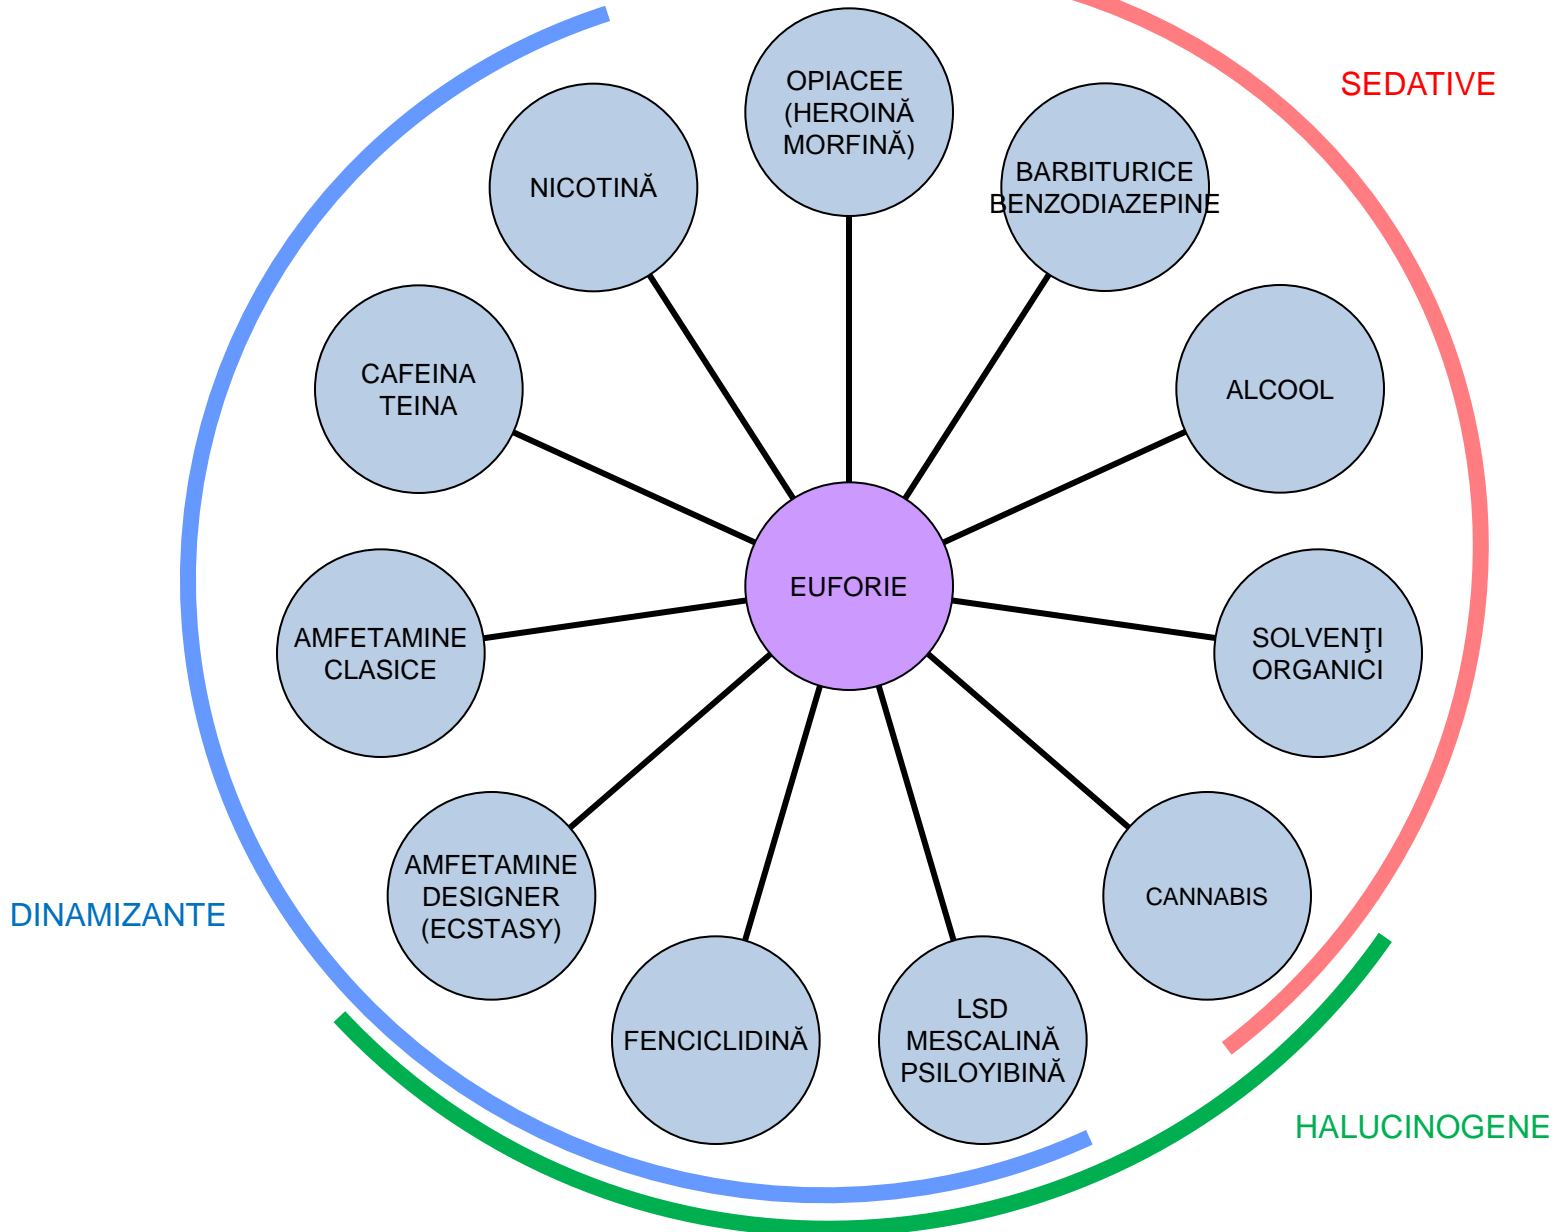 OPIACEE
(HEROINĂ
MORFINĂ)
SEDATIVE
NICOTINĂ
BARBITURICE
BENZODIAZEPINE
CAFEINA
TEINA
ALCOOL
EUFORIE
AMFETAMINE
CLASICE
SOLVENŢI
ORGANICI
AMFETAMINE
DESIGNER
(ECSTASY)
CANNABIS
DINAMIZANTE
FENCICLIDINĂ
LSD
MESCALINĂ
PSILOYIBINĂ
HALUCINOGENE